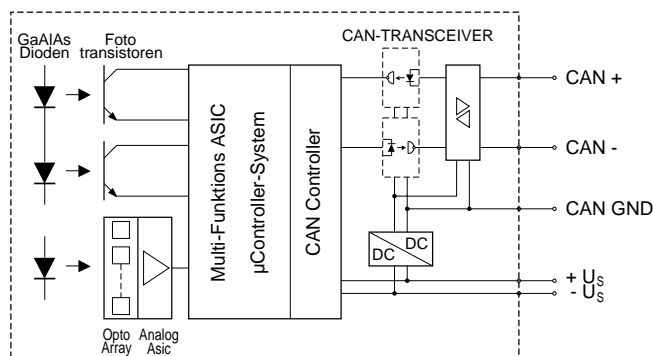 GaAlAs
Dioden
Foto
transistoren
CAN-TRANSCEIVER
Multi-Funktions ASIC
µController-System
CAN Controller
CAN +
CAN -
CAN GND
DC
DC
+ Us
- Us
Opto
Array
Analog
Asic